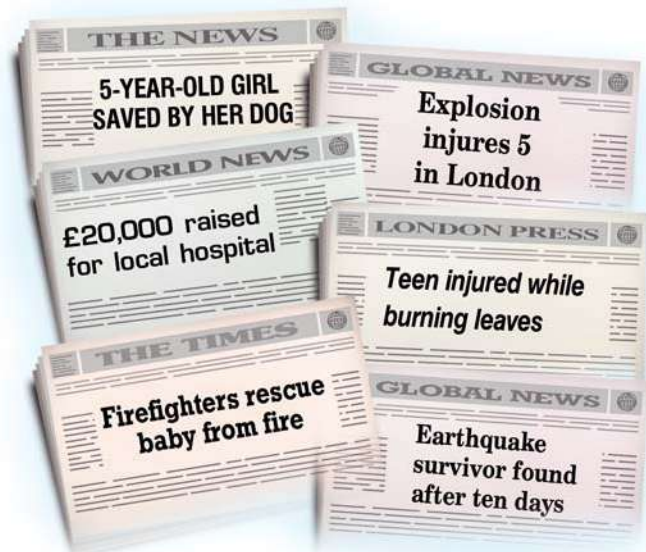 THE NEWS
5-YEAR-OLD GIRL
SAVED BY HER DOG
GLOBAL NEWS
Explosion
injures 5
in London
WORLD NEWS
£20,000 raised
for local hospital
LONDON PRESS
Teen injured while
burning leaves
THE TIMES
Firefighters rescue
baby from fire
GLOBAL NEWS
Earthquake
survivor found
after ten days